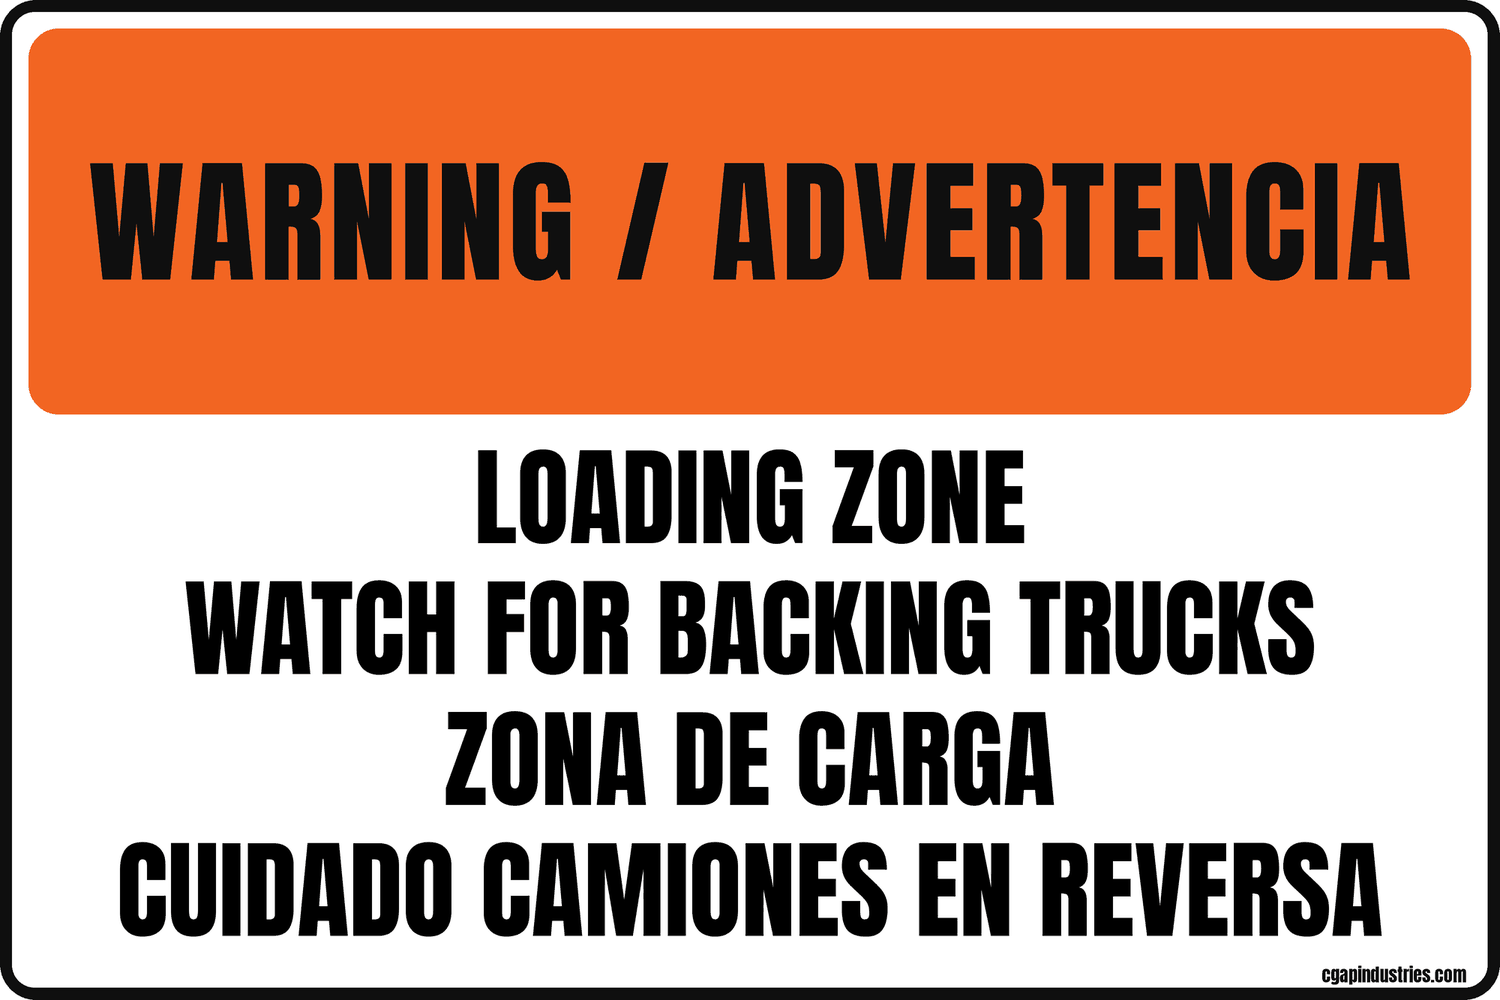 WARNING / ADVERTENCIA
LOADING ZONE
WATCH FOR BACKING TRUCKS
ZONA DE CARGA
CUIDADO CAMIONES EN REVERSA
cgapindustries.com